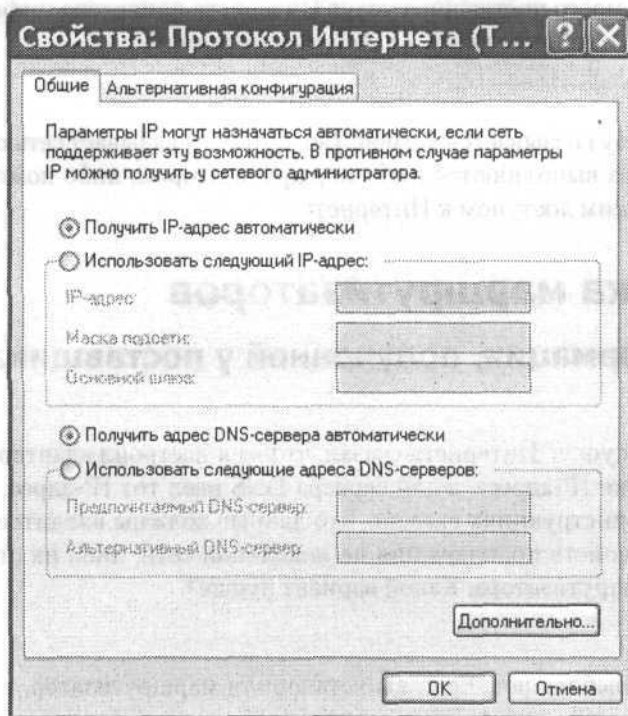 Свойства: Протокол Интернета (Т...
Общие
Альтернативная конфигурация
Параметры IP могут назначаться автоматически, если сеть
поддерживает эту возможность. В противном случае параметры
IP можно получить у сетевого администратора.
Получить IP-адрес автоматически
Использовать следующий IP-адрес:
IP-адрес:
Маска подсети:
Основной шлюз:
Получить адрес DNS-сервера автоматически
Использовать следующие адреса DNS-серверов:
Предпочитаемый DNS-сервер:
Альтернативный DNS-сервер:
Дополнительно...
OK
Отмена